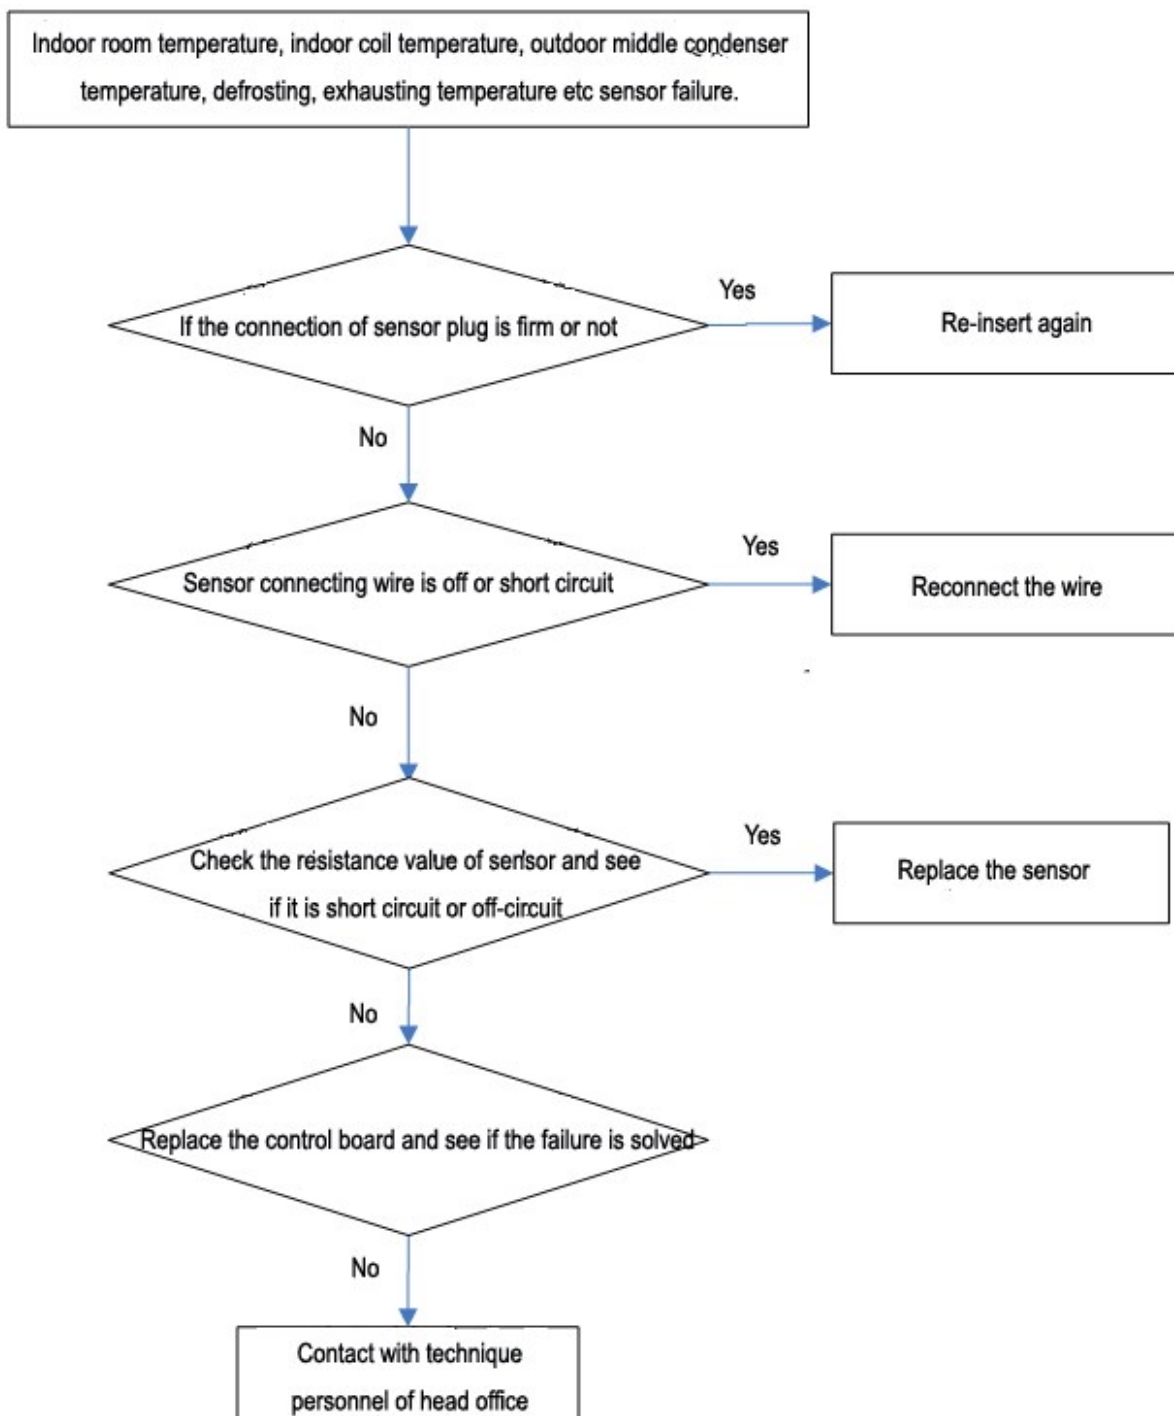 Indoor room temperature, indoor coil temperature, outdoor middle condenser
temperature, defrosting, exhausting temperature etc sensor failure.
If the connection of sensor plug is firm or not
Yes
Re-insert again
No
Sensor connecting wire is off or short circuit
Yes
Reconnect the wire
No
Check the resistance value of sensor and see
if it is short circuit or off-circuit
Yes
Replace the sensor
No
Replace the control board and see if the failure is solved
No
Contact with technique
personnel of head office